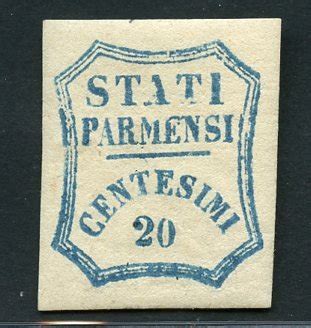 STATI
PARMENSI
CENTESIMI
20